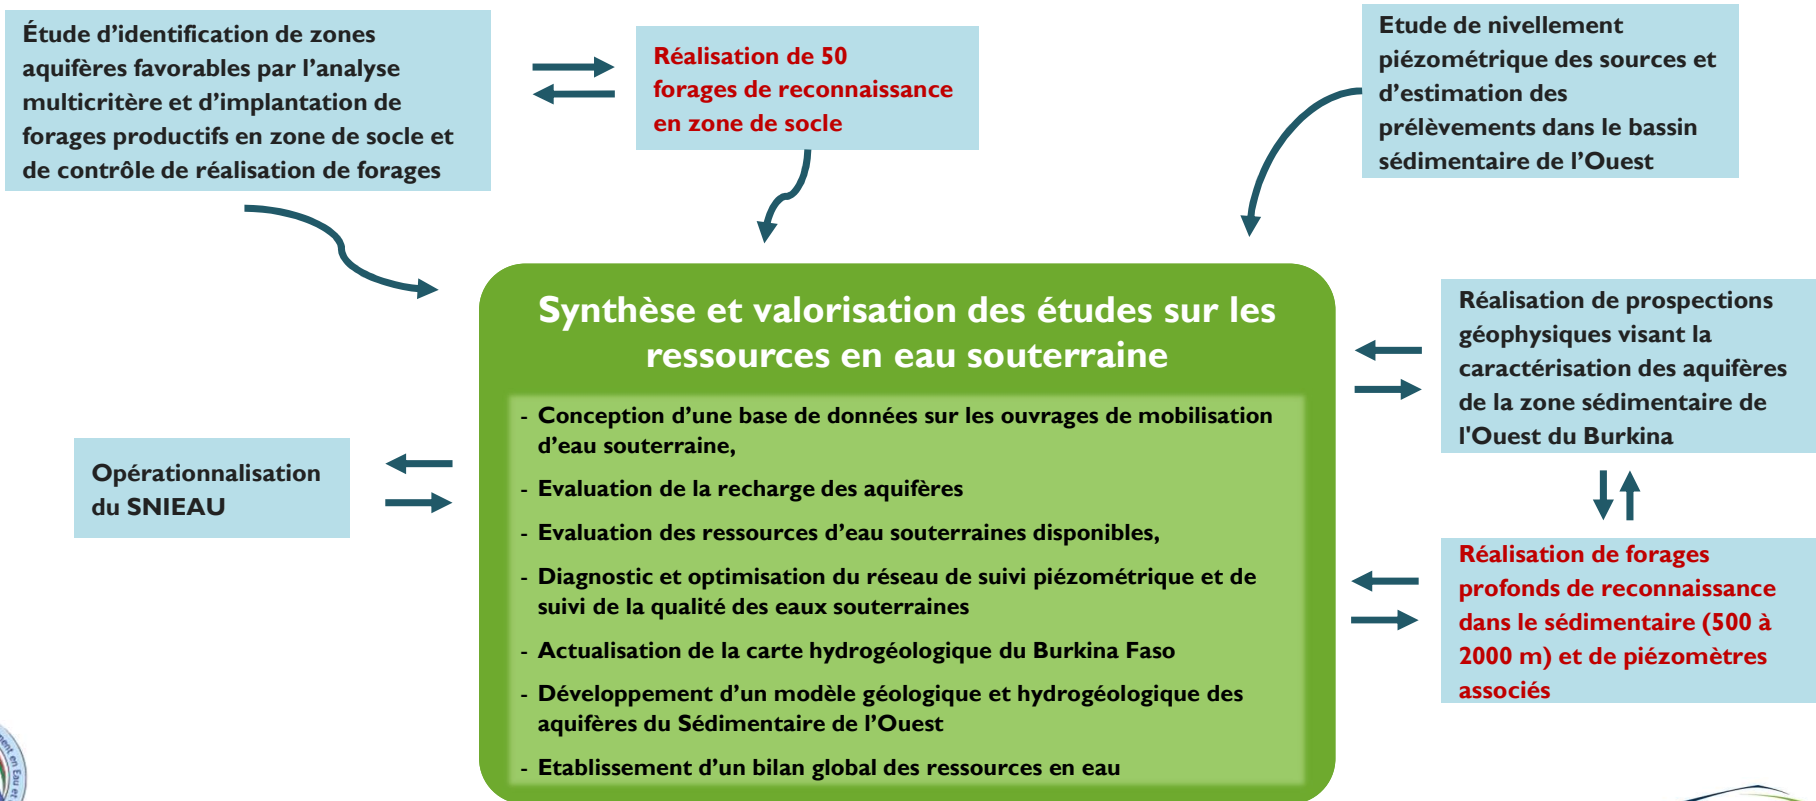 Étude d’identification de zones
aquifères favorables par l’analyse
multicritère et d’implantation de
forages productifs en zone de socle et
de contrôle de réalisation de forages
Réalisation de 50
forages de reconnaissance
en zone de socle
Etude de nivellement
piézométrique des sources et
d’estimation des
prélèvements dans le bassin
sédimentaire de l’Ouest
Synthèse et valorisation des études sur les
ressources en eau souterraine
- Conception d’une base de données sur les ouvrages de mobilisation
d’eau souterraine,
- Evaluation de la recharge des aquifères
- Evaluation des ressources d’eau souterraines disponibles,
- Diagnostic et optimisation du réseau de suivi piézométrique et de
suivi de la qualité des eaux souterraines
- Actualisation de la carte hydrogéologique du Burkina Faso
- Développement d’un modèle géologique et hydrogéologique des
aquifères du Sédimentaire de l’Ouest
- Etablissement d’un bilan global des ressources en eau
Opérationnalisation
du SNIEAU
Réalisation de prospections
géophysiques visant la
caractérisation des aquifères
de la zone sédimentaire de
l'Ouest du Burkina
Réalisation de forages
profonds de reconnaissance
dans le sédimentaire (500 à
2000 m) et de piézomètres
associés
en Eau et